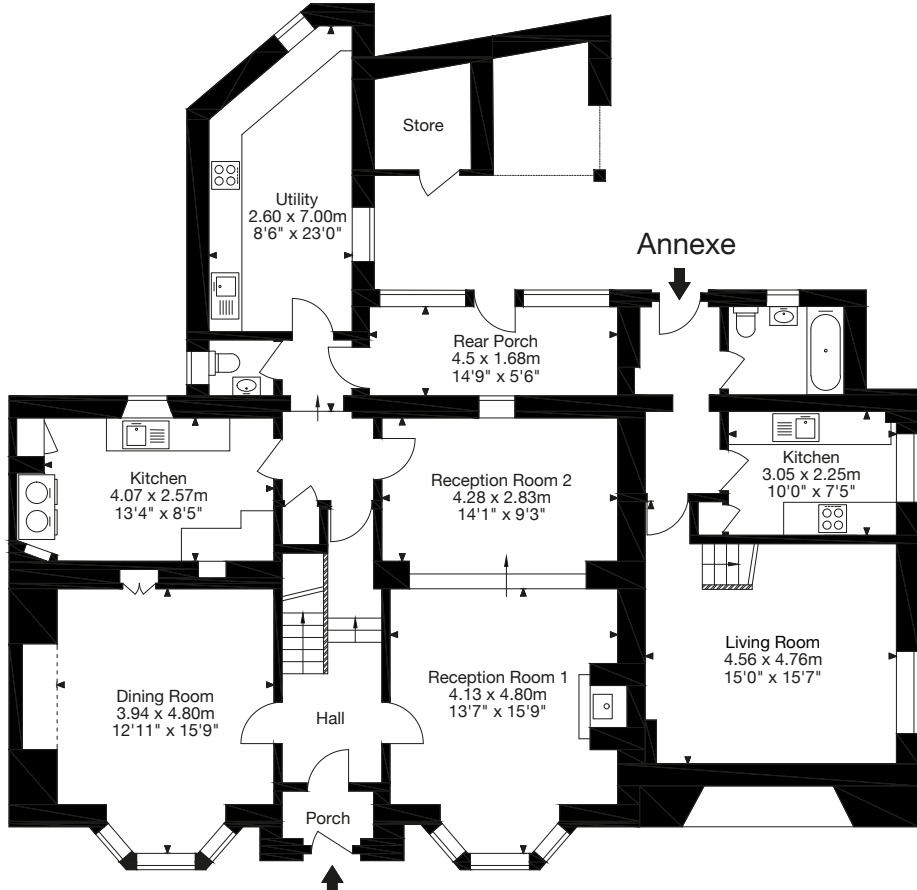 Store
Utility
2.60 x 7.00m
8'6" x 23'0"
Annexe
Rear Porch
4.5 x 1.68m
14'9" x 5'6"
Kitchen
4.07 x 2.57m
13'4" x 8'5"
Reception Room 2
4.28 x 2.83m
14'1" x 9'3"
Kitchen
3.05 x 2.25m
10'0" x 7'5"
Living Room
4.56 x 4.76m
15'0" x 15'7"
Dining Room
3.94 x 4.80m
12'11" x 15'9"
Hall
Reception Room 1
4.13 x 4.80m
13'7" x 15'9"
Porch